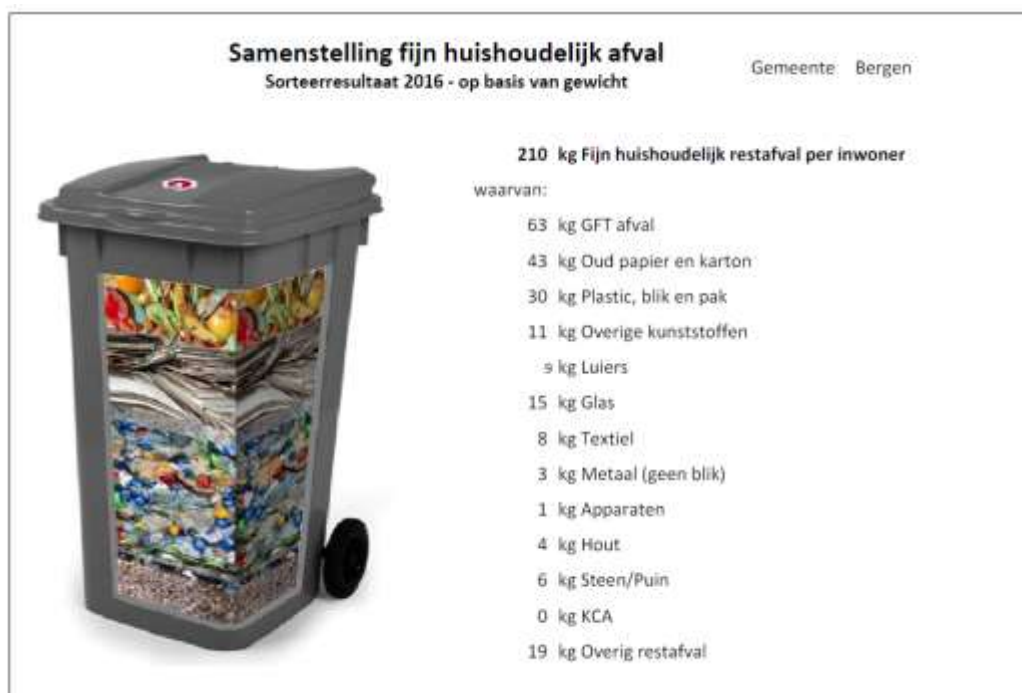 Samenstelling fijn huishoudelijk afval
Sorteerresultaat 2016 - op basis van gewicht
Gemeente Bergen
210 kg Fijn huishoudelijk restafval per inwoner
waarvan:
63 kg GFT afval
43 kg Oud papier en karton
30 kg Plastic, blik en pak
11 kg Overige kunststoffen
9 kg Luiers
15 kg Glas
8 kg Textiel
3 kg Metaal (geen blik)
1 kg Apparaten
4 kg Hout
6 kg Steen/Puin
0 kg KCA
19 kg Overig restafval